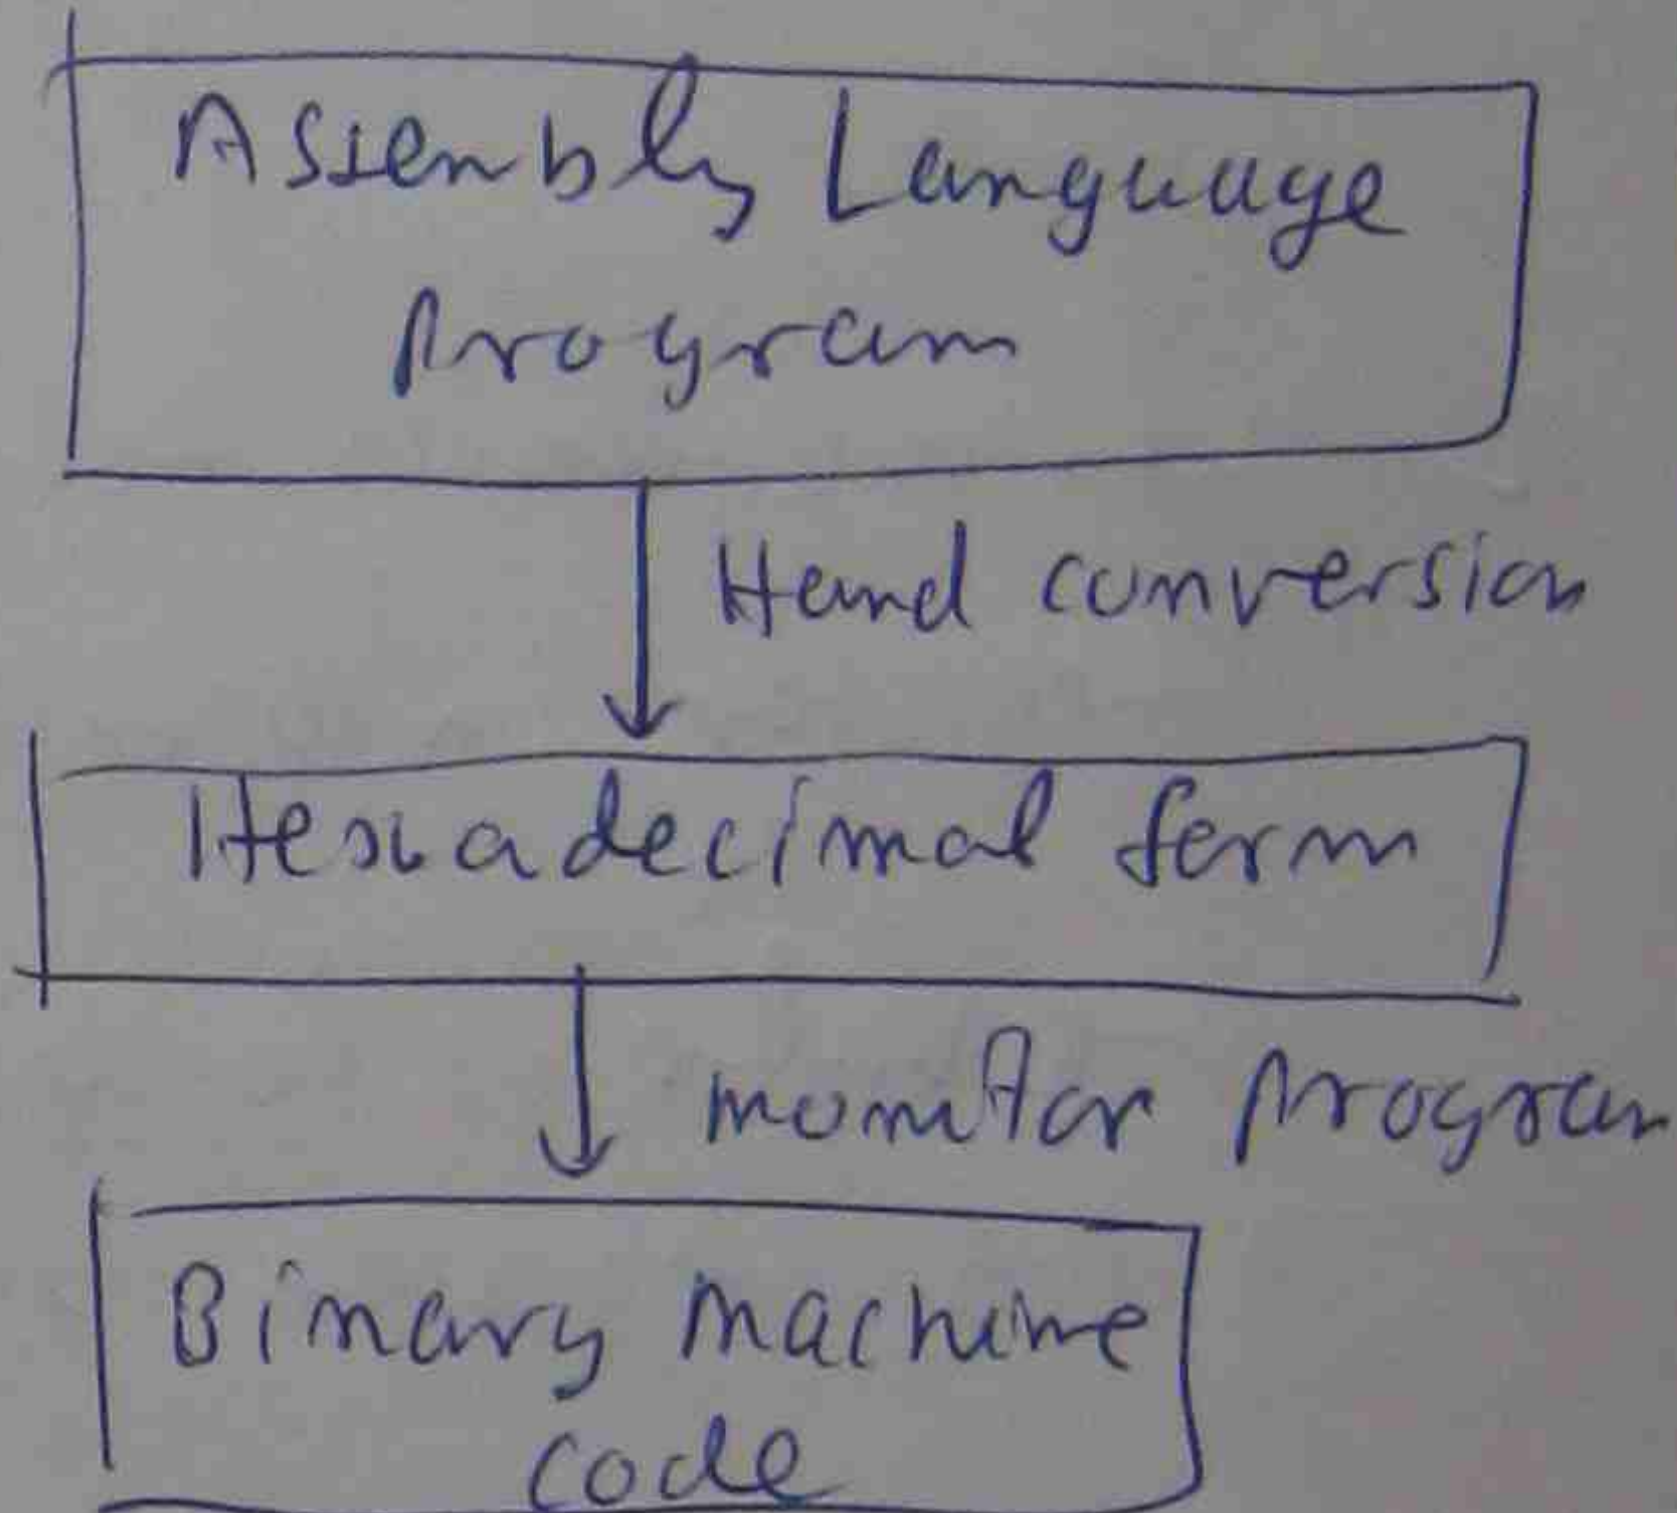 Assembly Language
Program
Hand conversion
Hexadecimal form
monitor program
Binary machine
code